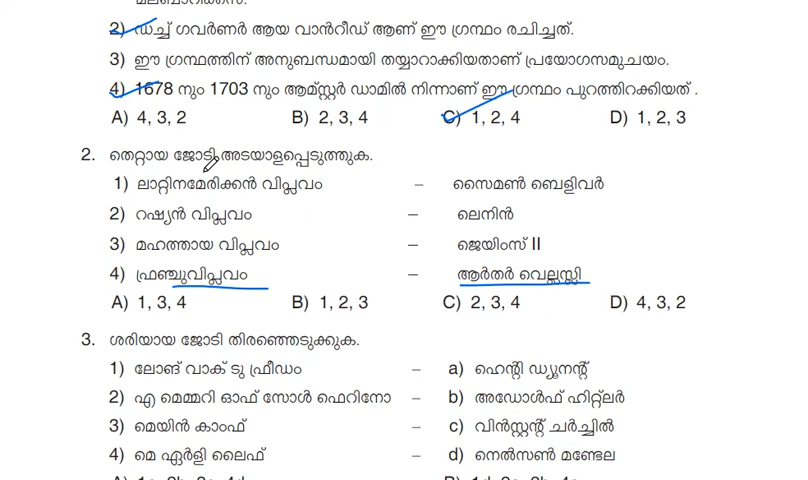 2) ഡച്ച് ഗവർണർ ആയ വാൻറീഡ് ആണ് ഈ ഗ്രന്ഥം രചിച്ചത്.
3) ഈ ഗ്രന്ഥത്തിന് അനുബന്ധമായി തയ്യാറാക്കിയതാണ് പ്രയോഗസമുചയം.
4) 1678 നും 1703 നും ആമ്സ്റ്റർ ഡാമിൽ നിന്നാണ് ഈ ഗ്രന്ഥം പുറത്തിറക്കിയത് .
A) 4, 3, 2 B) 2, 3, 4 C) 1, 2, 4 D) 1, 2, 3
2. തെറ്റായ ജോടി അടയാളപ്പെടുത്തുക.
1) ലാറ്റിനമേരിക്കൻ വിപ്ലവം – സൈമൺ ബെളിവർ
2) റഷ്യൻ വിപ്ലവം – ലെനിൻ
3) മഹത്തായ വിപ്ലവം – ജെയിംസ് II
4) ഫ്രഞ്ചുവിപ്ലവം – ആർതർ വെല്ലസ്ലി
A) 1, 3, 4 B) 1, 2, 3 C) 2, 3, 4 D) 4, 3, 2
3. ശരിയായ ജോടി തിരഞ്ഞെടുക്കുക.
1) ലോങ് വാക് ടു ഫ്രീഡം – a) ഹെന്റി ഡ്യൂനന്റ്
2) എ മെമ്മറി ഓഫ് സോൾ ഫെറിനോ – b) അഡോൾഫ് ഹിറ്റ്ലർ
3) മെയിൻ കാംഫ് – c) വിൻസ്റ്റന്റ് ചർച്ചിൽ
4) മെ ഏർളി ലൈഫ് – d) നെൽസൺ മണ്ടേല